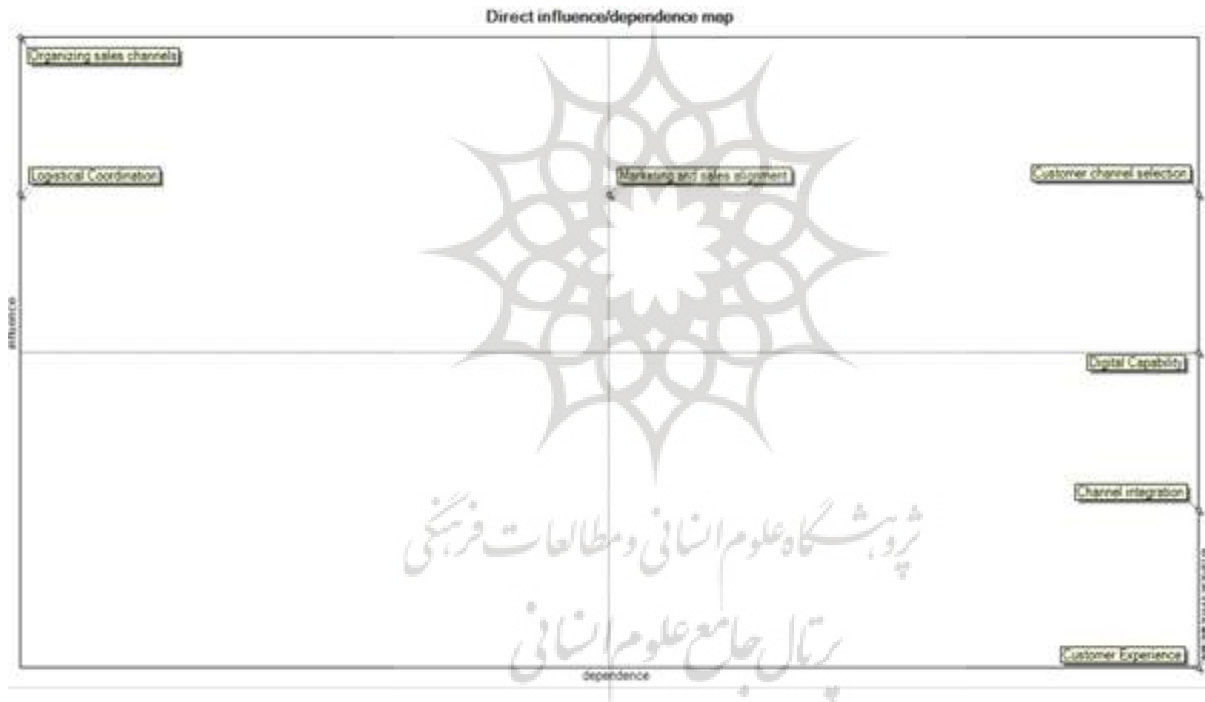 Direct influence/dependence map
Organizing sales channels
Logistical Coordination
Marketing and sales alignment
Customer channel selection
influence
Digital Capability
Channel integration
پژوهشگاه علوم انسانی و مطالعات فرهنگی
پرتال جامع علوم انسانی
Customer Experience
dependence